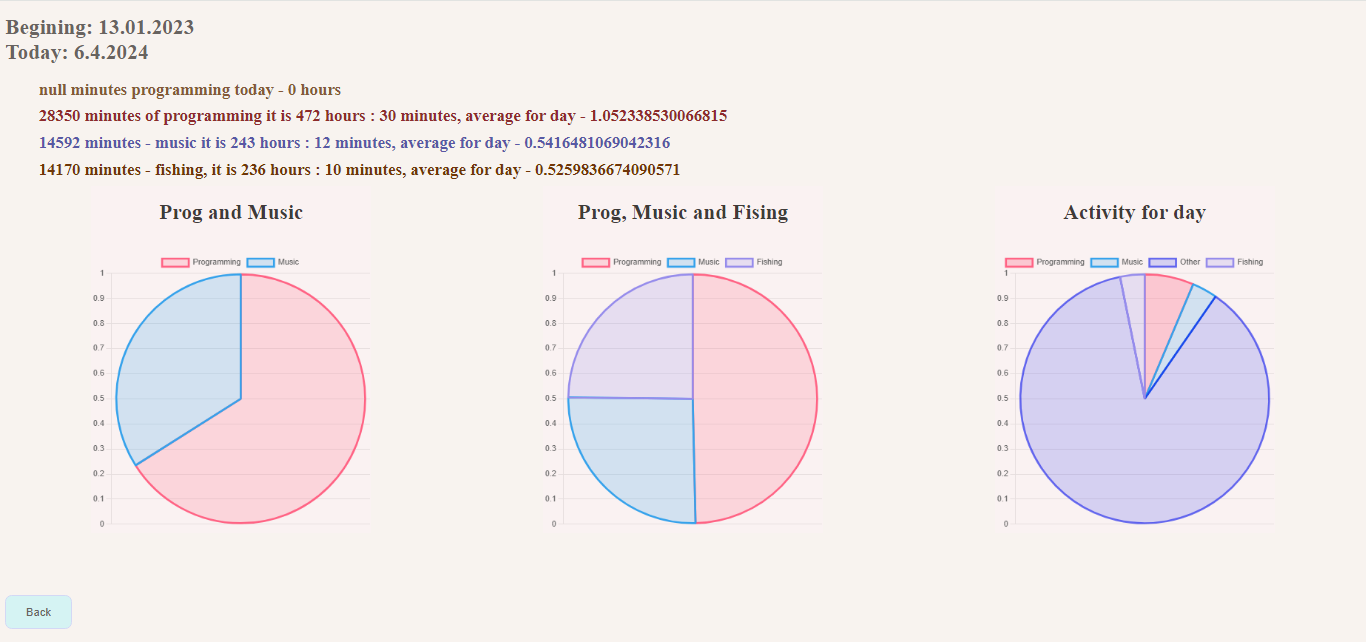 Begining: 13.01.2023
Today: 6.4.2024
null minutes programming today - 0 hours
28350 minutes of programming it is 472 hours : 30 minutes, average for day - 1.052338530066815
14592 minutes - music it is 243 hours : 12 minutes, average for day - 0.5416481069042316
14170 minutes - fishing, it is 236 hours : 10 minutes, average for day - 0.5259836674090571
Prog and Music
Programming Music
1
0.9
0.8
0.7
0.6
0.5
0.4
0.3
0.2
0.1
0
Prog, Music and Fising
Programming Music Fishing
1
0.9
0.8
0.7
0.6
0.5
0.4
0.3
0.2
0.1
0
Activity for day
Programming Music Other Fishing
1
0.9
0.8
0.7
0.6
0.5
0.4
0.3
0.2
0.1
0
Back